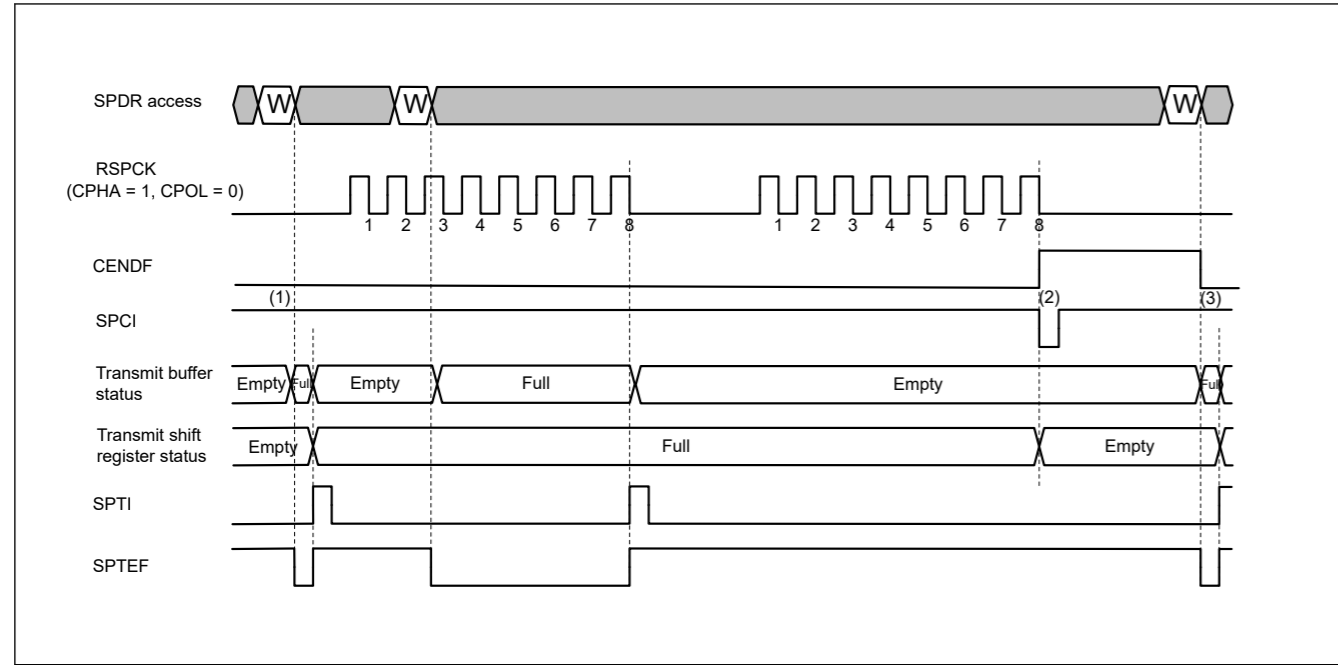 SPDR access
W
W
W
RSPCK
(CPHA = 1, CPOL = 0)
1 2 3 4 5 6 7 8
1 2 3 4 5 6 7 8
CENDF
(1)
(2)
(3)
SPCI
Transmit buffer
status
Empty
Full
Empty
Full
Empty
Full
Transmit shift
register status
Empty
Full
Empty
SPTI
SPTEF